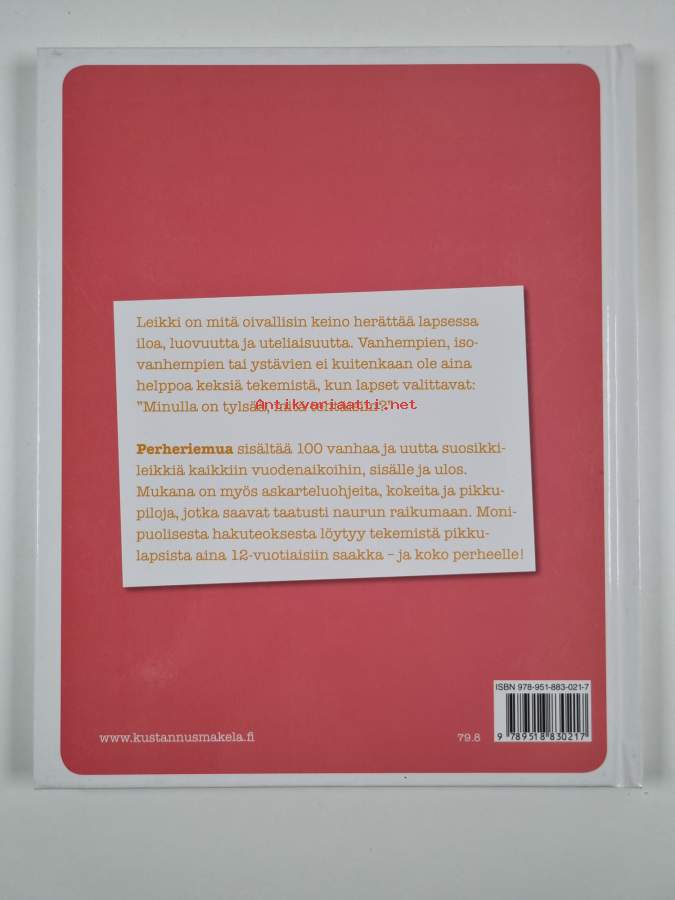 Leikki on mitä oivallisin keino herättää lapsessa
iloa, luovuutta ja uteliaisuutta. Vanhempien, iso-
vanhempien tai ystävien ei kuitenkaan ole aina
helppoa keksiä tekemistä, kun lapset valittavat:
"Minulla on tylsää, mitä tehtäisiin?"
Antikvariaatti.net
Perheriemua sisältää 100 vanhaa ja uutta suosikki-
leikkiä kaikkiin vuodenaikoihin, sisälle ja ulos.
Mukana on myös askarteluohjeita, kokeita ja pikku-
piloja, jotka saavat taatusti naurun raikumaan. Moni-
puolisesta hakuteoksesta löytyy tekemistä pikku-
lapsista aina 12-vuotiaisiin saakka – ja koko perheelle!
ISBN 978-951-883-021-7
9 789518 830217
www.kustannusmakela.fi
79.8